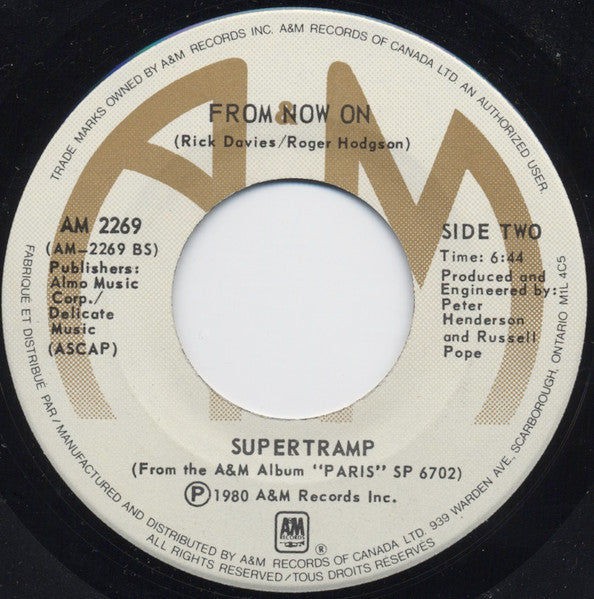 TRADE MARKS OWNED BY A&M RECORDS INC. A&M RECORDS OF CANADA LTD. AN AUTHORIZED USER.
A&M
FROM NOW ON
(Rick Davies/Roger Hodgson)
AM 2269
(AM-2269 BS)
Publishers:
Almo Music
Corp./
Delicate
Music
(ASCAP)
SIDE TWO
Time: 6:44
Produced and
Engineered by:
Peter
Henderson
and Russell
Pope
SUPERTRAMP
(From the A&M Album "PARIS" SP 6702)
Ⓟ1980 A&M Records Inc.
A&M
RECORDS
®
FABRIQUÉ ET DISTRIBUÉ PAR/MANUFACTURED AND DISTRIBUTED BY A&M RECORDS OF CANADA LTD. 939 WARDEN AVE., SCARBOROUGH, ONTARIO M1L 4C5
ALL RIGHTS RESERVED/TOUS DROITS RÉSERVÉS